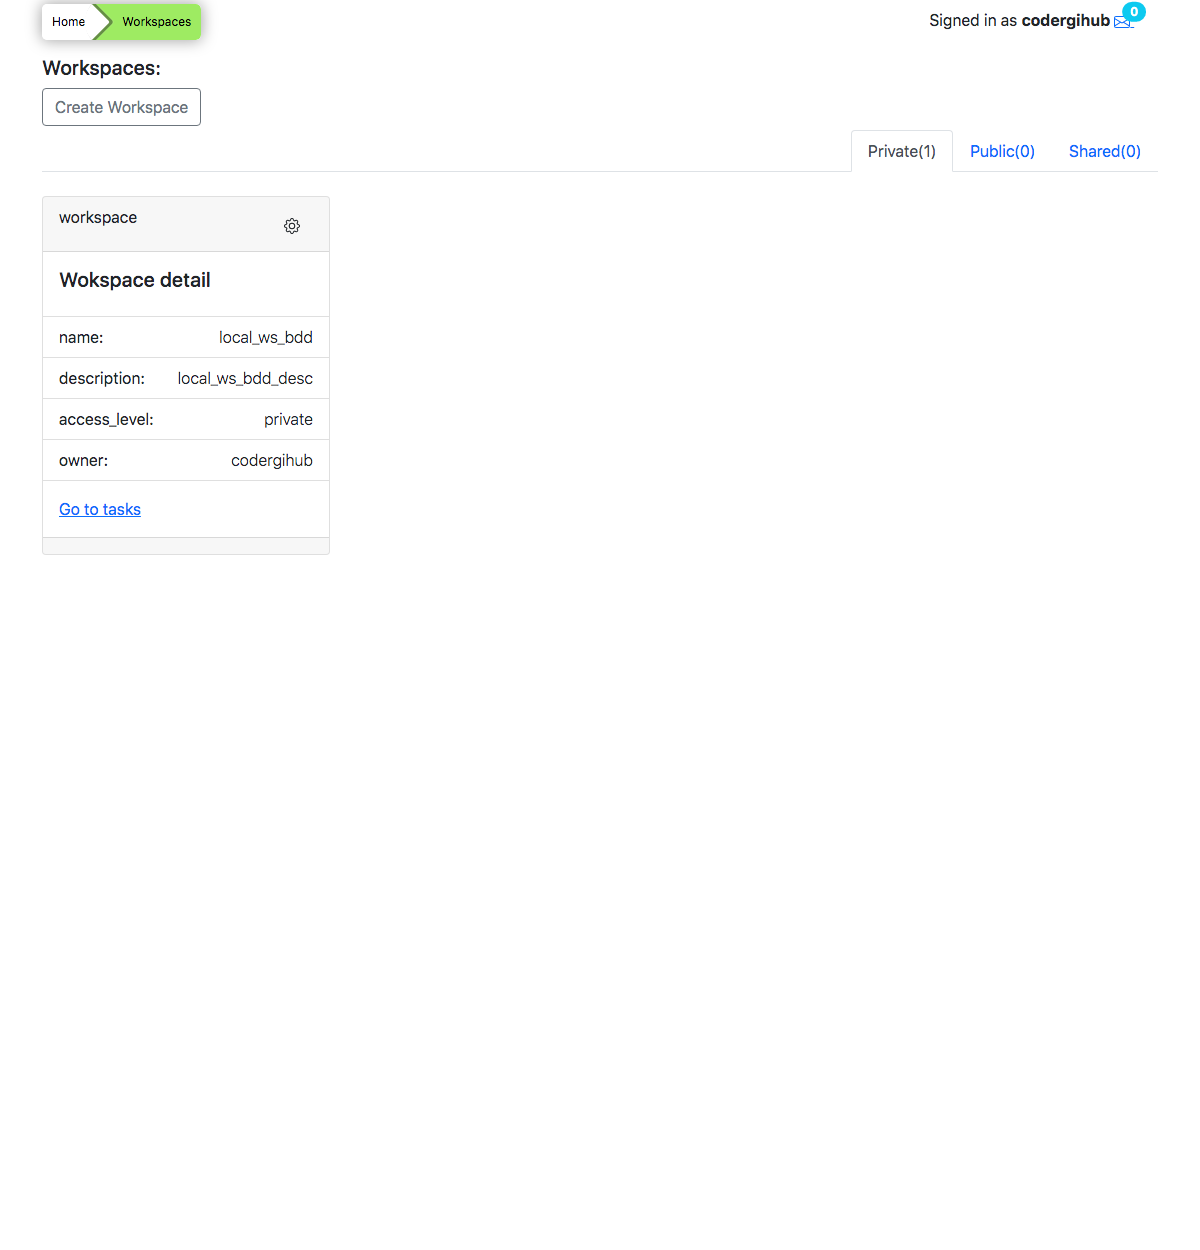 Home Workspaces
Signed in as codergihub 0
Workspaces:
Create Workspace
Private(1) Public(0) Shared(0)
workspace
Wokspace detail
name: local_ws_bdd
description: local_ws_bdd_desc
access_level: private
owner: codergihub
Go to tasks